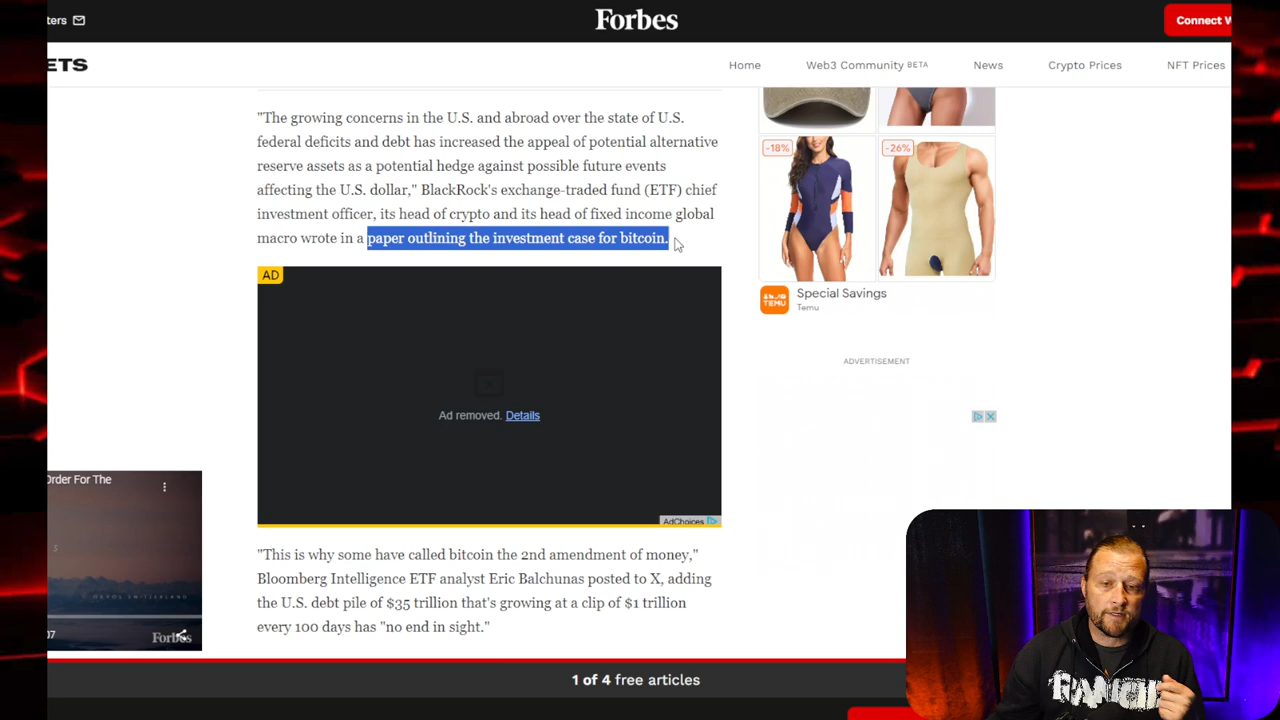 ters
Forbes
Connect W
ETS
Home
Web3 Community BETA
News
Crypto Prices
NFT Prices
"The growing concerns in the U.S. and abroad over the state of U.S.
federal deficits and debt has increased the appeal of potential alternative
reserve assets as a potential hedge against possible future events
affecting the U.S. dollar," BlackRock's exchange-traded fund (ETF) chief
investment officer, its head of crypto and its head of fixed income global
macro wrote in a paper outlining the investment case for bitcoin.
-18%
-26%
TEMU
Special Savings
Temu
ADVERTISEMENT
AD
Ad removed. Details
AdChoices
Order For The
$
07
Forbes
"This is why some have called bitcoin the 2nd amendment of money,"
Bloomberg Intelligence ETF analyst Eric Balchunas posted to X, adding
the U.S. debt pile of $35 trillion that's growing at a clip of $1 trillion
every 100 days has "no end in sight."
1 of 4 free articles